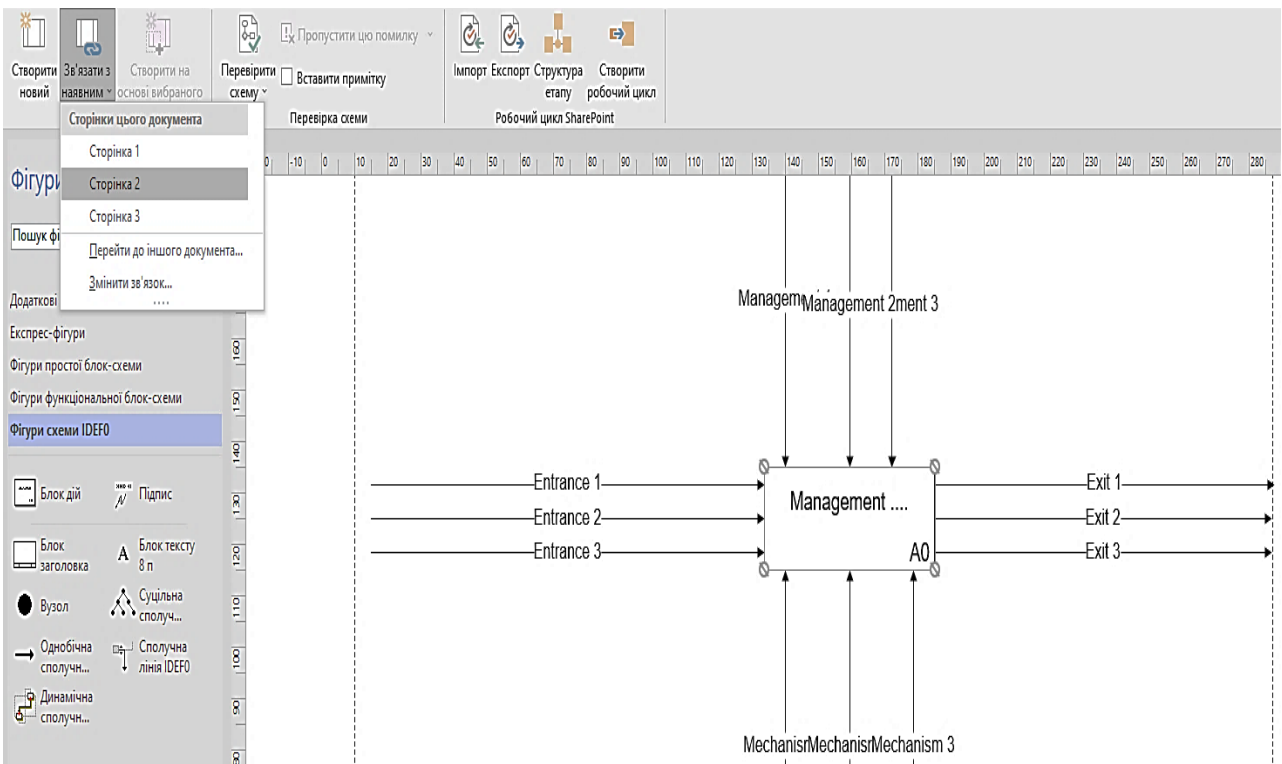 Створити новий
Зв'язати з наявним
Створити на основі вибраного
Перевірити схему
Пропустити цю помилку
Вставити примітку
Перевірка схеми
Імпорт
Експорт
Структура етапу
Створити робочий цикл
Робочий цикл SharePoint
Сторінки цього документа
Сторінка 1
Сторінка 2
Сторінка 3
Перейти до іншого документа...
Змінити зв'язок...
Фігури
Пошук фі
Додаткові
Експрес-фігури
Фігури простої блок-схеми
Фігури функціональної блок-схеми
Фігури схеми IDEF0
Блок дій
Підпис
Блок заголовка
Блок тексту 8 п
Вузол
Суцільна сполуч...
Однобічна сполучн...
Сполучна лінія IDEF0
Динамічна сполучн...
0 -10 0 10 20 30 40 50 60 70 80 90 100 110 120 130 140 150 160 170 180 190 200 210 220 230 240 250 260 270 280
160
150
140
130
120
110
100
90
Managem Management 2ment 3
Entrance 1
Entrance 2
Entrance 3
Management ....
A0
Exit 1
Exit 2
Exit 3
Mechanisr Mechanisr Mechanism 3